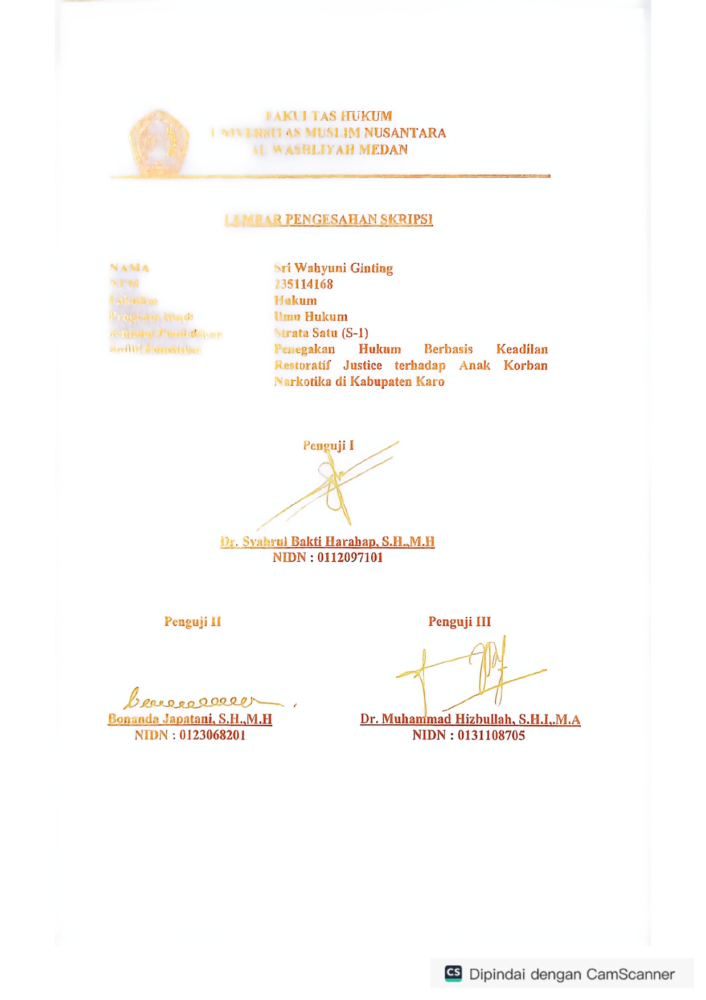 FAKULTAS HUKUM
UNIVERSITAS MUSLIM NUSANTARA
AL WASHLIYAH MEDAN
LEMBAR PENGESAHAN SKRIPSI
NAMA Sri Wahyuni Ginting
NPM 235114168
Fakultas Hukum
Program Studi Ilmu Hukum
Jenjang Pendidikan Strata Satu (S-1)
Judul Penelitian Penegakan Hukum Berbasis Keadilan
Restoratif Justice terhadap Anak Korban
Narkotika di Kabupaten Karo
Penguji I
Dr. Syahrul Bakti Harahap, S.H.,M.H
NIDN : 0112097101
Penguji II Penguji III
Bonanda Japatani, S.H.,M.H Dr. Muhammad Hizbullah, S.H.I,.M.A
NIDN : 0123068201 NIDN : 0131108705
CS Dipindai dengan CamScanner